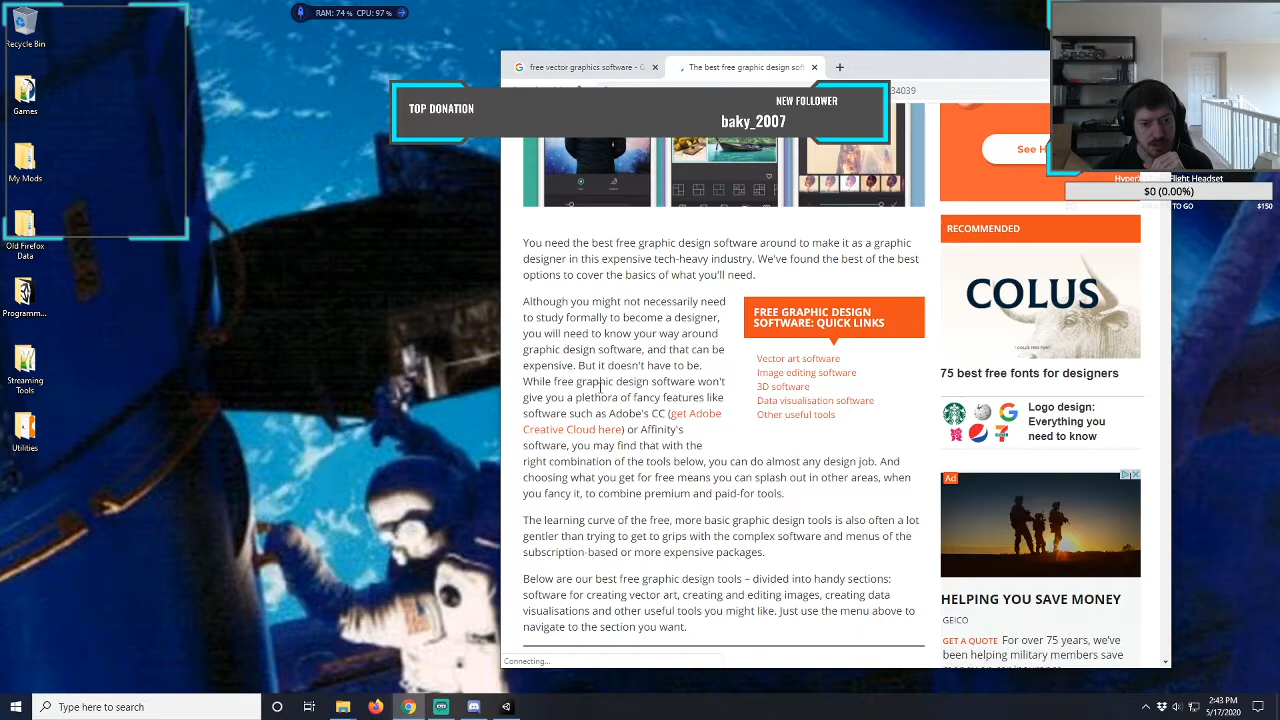 RAM: 74 % CPU: 97 %
Recycle Bin
Games
My Mods
Old Firefox
Data
Programm...
Streaming
Tools
Utilities
free vector graphics software - G
The best free graphic design sof
34039
TOP DONATION
NEW FOLLOWER
baky_2007
See H
Flight Headset
$0 (0.00%)
TO GO
$150
You need the best free graphic design software around to make it as a graphic
designer in this expensive tech-heavy industry. We've found the best of the best
options to cover the basics of what you'll need.
Although you might not necessarily need
to study formally to become a designer,
you will need to know your way around
graphic design software, and that can be
expensive. But it doesn't have to be.
While free graphic design software won't
give you a plethora of fancy features like
software such as Adobe's CC (get Adobe
Creative Cloud here) or Affinity's
software, you may find that with the
right combination of the tools below, you can do almost any design job. And
choosing what you get for free means you can splash out in other areas, when
you fancy it, to combine premium and paid-for tools.
FREE GRAPHIC DESIGN
SOFTWARE: QUICK LINKS
Vector art software
Image editing software
3D software
Data visualisation software
Other useful tools
The learning curve of the free, more basic graphic design tools is also often a lot
gentler than trying to get to grips with the complex software and menus of the
subscription-based or more expensive packages.
Below are our best free graphic design tools – divided into handy sections:
software for creating vector art, creating and editing images, creating data
visualisations and other useful tools you might like. Just use the menu above to
navigate to the section you want.
RECOMMENDED
COLUS
COLUS FREE FONT
75 best free fonts for designers
Logo design:
Everything you
need to know
Ad
HELPING YOU SAVE MONEY
GEICO
GET A QUOTE For over 75 years, we've
been helping military members save
Connecting...
Type here to search
2:43 PM
5/17/2020